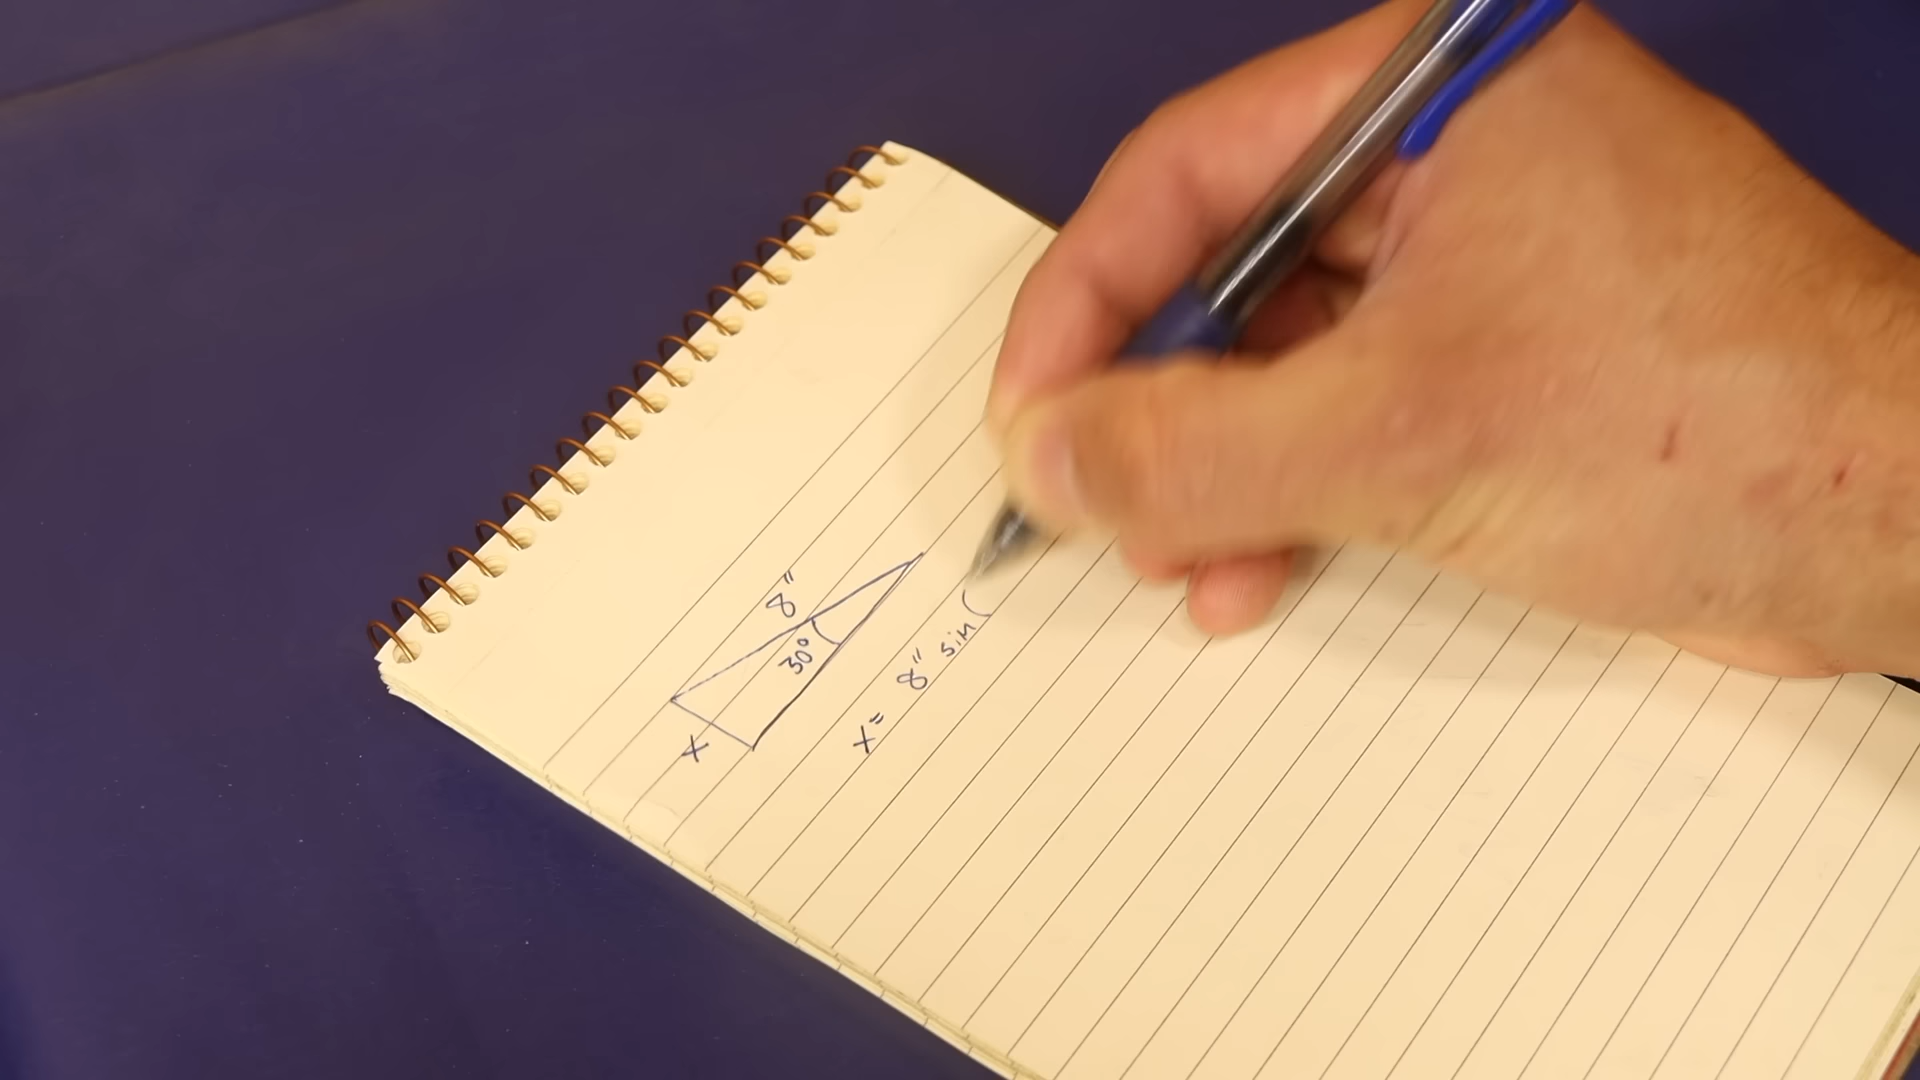 8"
30°
x
x = 8" sin(